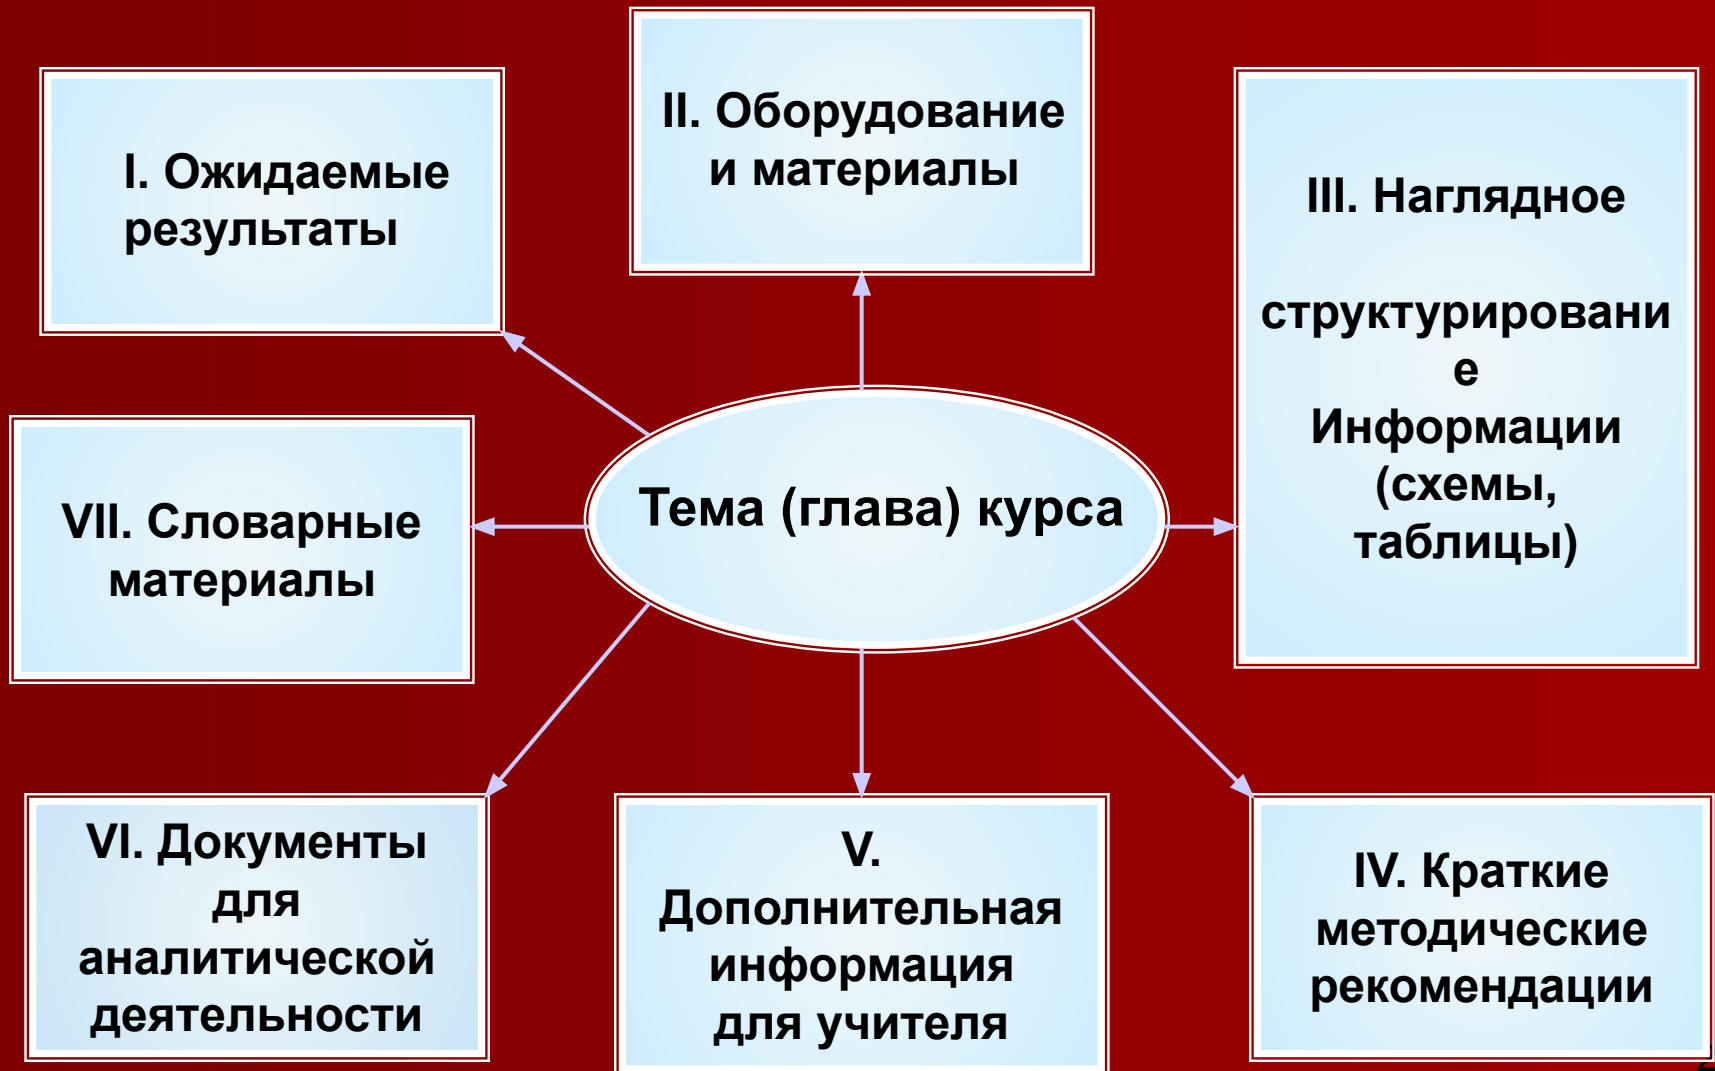 I. Ожидаемые
результаты
II. Оборудование
и материалы
III. Наглядное
структурировани
е
Информации
(схемы,
таблицы)
Тема (глава) курса
VII. Словарные
материалы
VI. Документы
для
аналитической
деятельности
V.
Дополнительная
информация
для учителя
IV. Краткие
методические
рекомендации